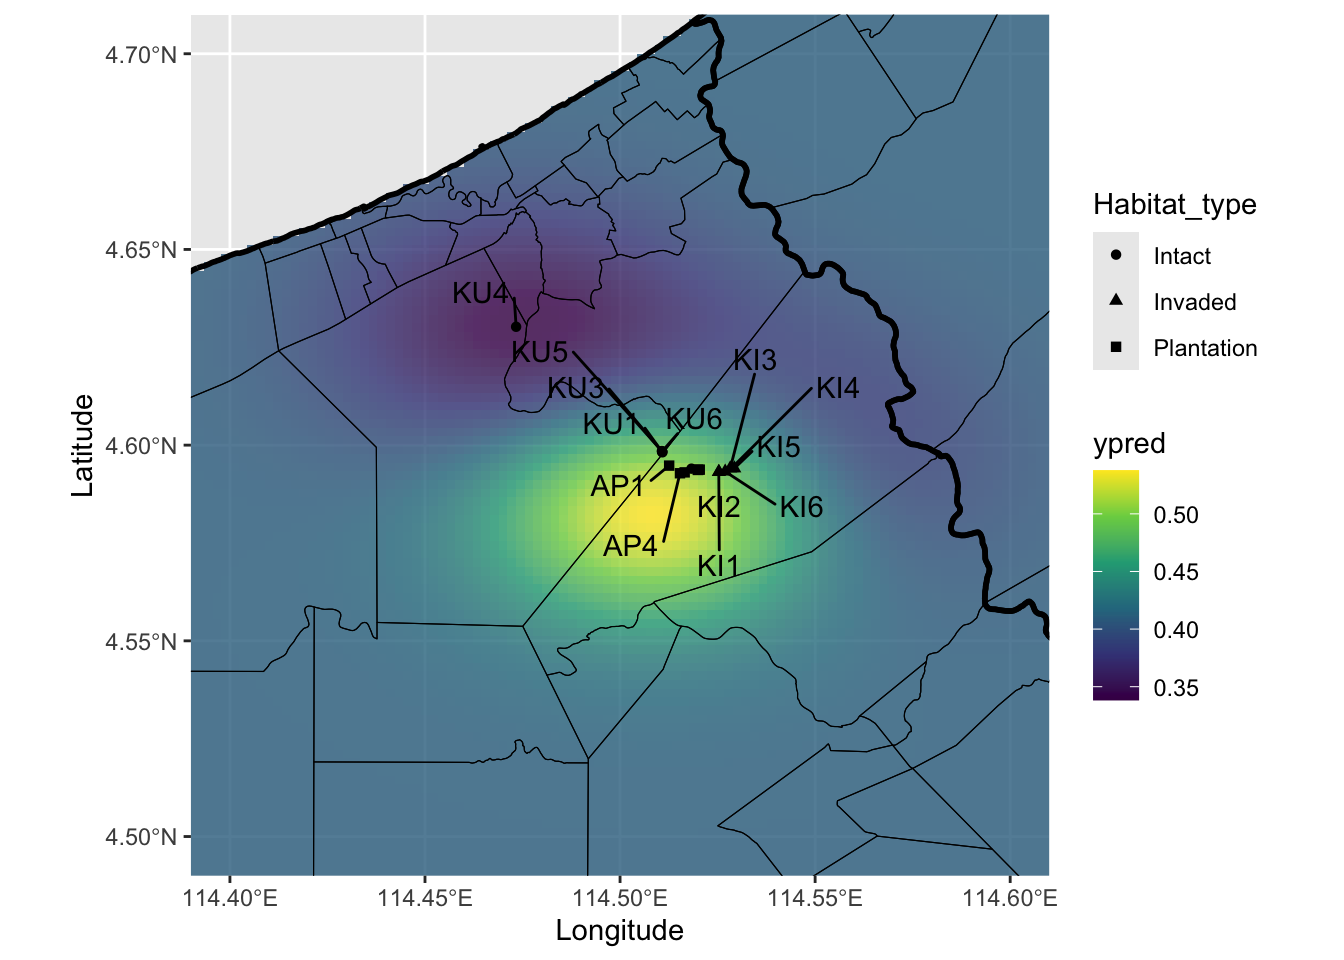 4.70°N
4.65°N
4.60°N
4.55°N
4.50°N
Latitude
KU4
KU5
KU3
KU1
KU6
KI3
KI4
KI5
AP1
KI2
KI6
AP4
KI1
114.40°E
114.45°E
114.50°E
114.55°E
114.60°E
Longitude
Habitat_type
Intact
Invaded
Plantation
ypred
0.50
0.45
0.40
0.35